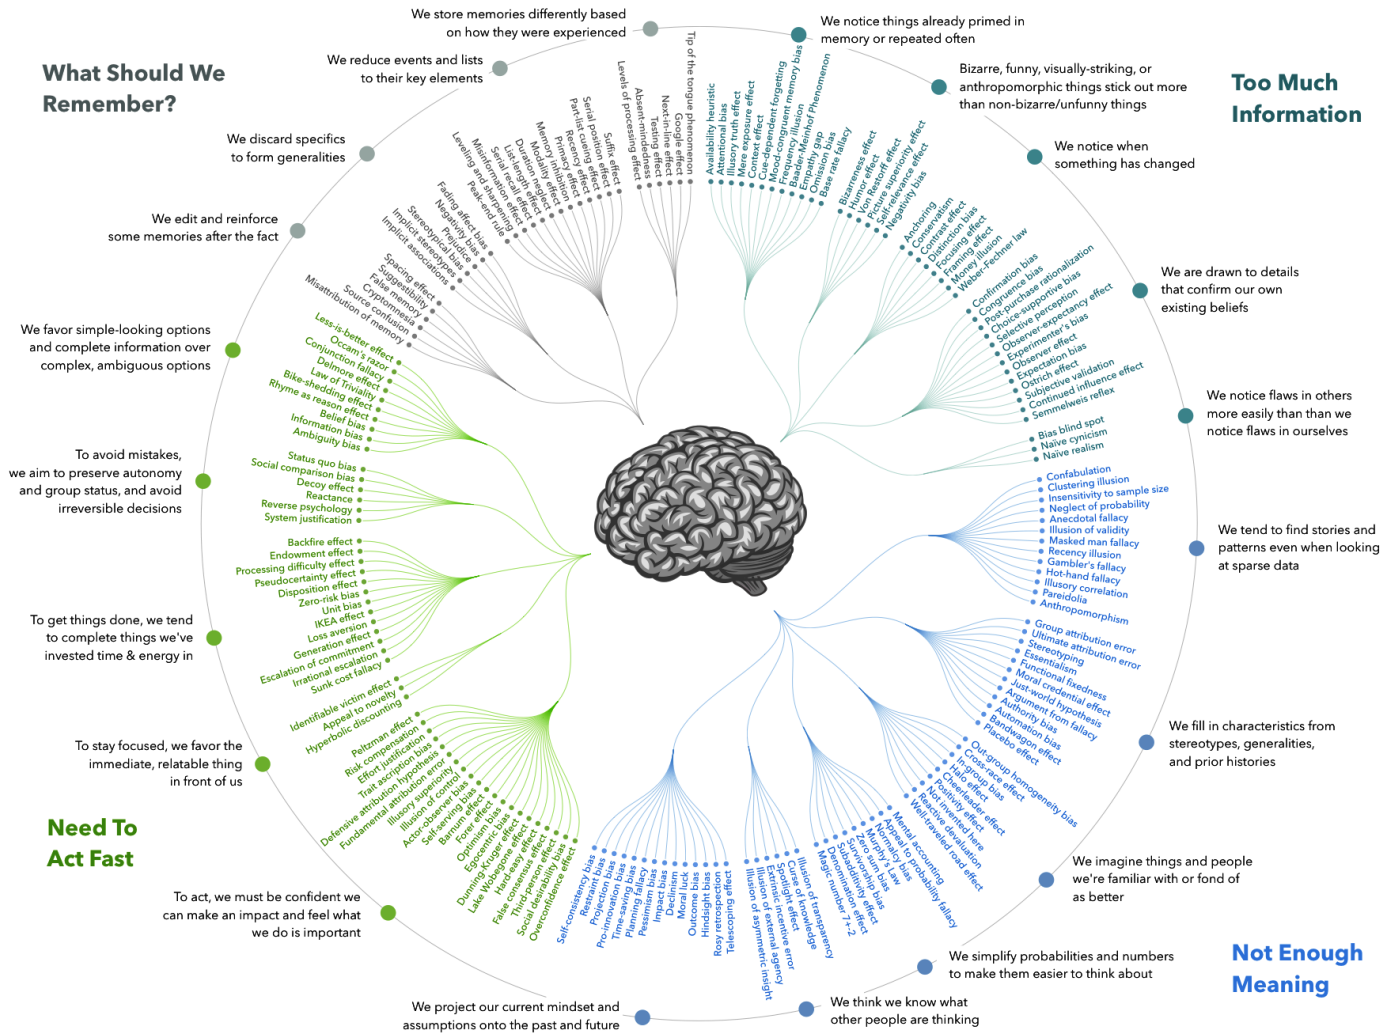 What Should We
Remember?
We store memories differently based
on how they were experienced
We reduce events and lists
to their key elements
We discard specifics
to form generalities
We edit and reinforce
some memories after the fact
Tip of the tongue phenomenon
Google effect
Next-in-line effect
Testing effect
Absent-mindedness
Levels of processing effect
Suffix effect
Serial position effect
Part-list cueing effect
Recency effect
Primacy effect
Memory inhibition
Modality effect
Duration neglect
List-length effect
Serial recall effect
Misinformation effect
Leveling and sharpening
Peak-end rule
Fading affect bias
Negativity bias
Prejudice
Stereotypical bias
Implicit stereotypes
Implicit associations
Spacing effect
Suggestibility
False memory
Cryptomnesia
Source confusion
Misattribution of memory
Too Much
Information
We notice things already primed in
memory or repeated often
Bizarre, funny, visually-striking, or
anthropomorphic things stick out more
than non-bizarre/unfunny things
We notice when
something has changed
We are drawn to details
that confirm our own
existing beliefs
We notice flaws in others
more easily than than we
notice flaws in ourselves
Availability heuristic
Attentional bias
Illusory truth effect
Mere exposure effect
Context effect
Cue-dependent forgetting
Mood-congruent memory bias
Frequency illusion
Baader-Meinhof Phenomenon
Empathy gap
Omission bias
Base rate fallacy
Bizarreness effect
Humor effect
Von Restorff effect
Picture superiority effect
Self-relevance effect
Negativity bias
Anchoring
Conservatism
Contrast effect
Distinction bias
Focusing effect
Framing effect
Money illusion
Weber-Fechner law
Confirmation bias
Congruence bias
Post-purchase rationalization
Choice-supportive bias
Selective perception
Observer-expectancy effect
Experimenter's bias
Observer effect
Expectation bias
Ostrich effect
Subjective validation
Continued influence effect
Semmelweis reflex
Bias blind spot
Naïve cynicism
Naïve realism
We tend to find stories and
patterns even when looking
at sparse data
We fill in characteristics from
stereotypes, generalities,
and prior histories
We imagine things and people
we're familiar with or fond of
as better
We simplify probabilities and numbers
to make them easier to think about
We think we know what
other people are thinking
We project our current mindset and
assumptions onto the past and future
Not Enough
Meaning
Confabulation
Clustering illusion
Insensitivity to sample size
Neglect of probability
Anecdotal fallacy
Illusion of validity
Masked man fallacy
Recency illusion
Gambler's fallacy
Hot-hand fallacy
Illusory correlation
Pareidolia
Anthropomorphism
Group attribution error
Ultimate attribution error
Stereotyping
Essentialism
Functional fixedness
Moral credential effect
Just-world hypothesis
Argument from fallacy
Authority bias
Automation bias
Bandwagon effect
Placebo effect
Out-group homogeneity bias
Cross-race effect
In-group bias
Halo effect
Cheerleader effect
Positivity effect
Not invented here
Reactive devaluation
Well-traveled road effect
Mental accounting
Appeal to probability fallacy
Normalcy bias
Murphy's Law
Zero sum bias
Survivorship bias
Subadditivity effect
Denomination effect
Magic number 7+-2
Illusion of transparency
Curse of knowledge
Spotlight effect
Extrinsic incentive error
Illusion of external agency
Illusion of asymmetric insight
Telescoping effect
Rosy retrospection
Hindsight bias
Outcome bias
Moral luck
Declinism
Impact bias
Pessimism bias
Planning fallacy
Time-saving bias
Pro-innovation bias
Projection bias
Restraint bias
Self-consistency bias
We favor simple-looking options
and complete information over
complex, ambiguous options
To avoid mistakes,
we aim to preserve autonomy
and group status, and avoid
irreversible decisions
To get things done, we tend
to complete things we've
invested time & energy in
To stay focused, we favor the
immediate, relatable thing
in front of us
Need To
Act Fast
To act, we must be confident we
can make an impact and feel what
we do is important
Less-is-better effect
Occam's razor
Conjunction fallacy
Delmore effect
Law of Triviality
Bike-shedding effect
Rhyme as reason effect
Belief bias
Information bias
Ambiguity bias
Status quo bias
Social comparison bias
Decoy effect
Reactance
Reverse psychology
System justification
Backfire effect
Endowment effect
Processing difficulty effect
Pseudocertainty effect
Disposition effect
Zero-risk bias
Unit bias
IKEA effect
Loss aversion
Generation effect
Escalation of commitment
Irrational escalation
Sunk cost fallacy
Identifiable victim effect
Appeal to novelty
Hyperbolic discounting
Peltzman effect
Risk compensation
Effort justification
Trait ascription bias
Defensive attribution hypothesis
Fundamental attribution error
Illusory superiority
Illusion of control
Actor-observer bias
Self-serving bias
Barnum effect
Forer effect
Optimism bias
Egocentric bias
Dunning-Kruger effect
Lake Wobegone effect
Hard-easy effect
False consensus effect
Third-person effect
Social desirability bias
Overconfidence effect